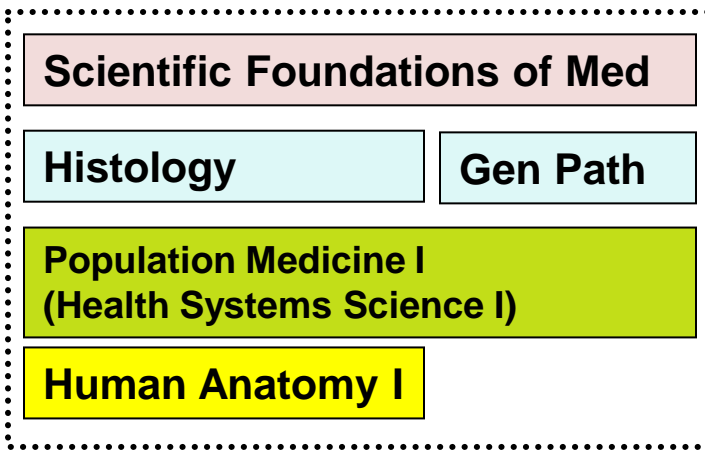 Scientific Foundations of Med
Histology
Gen Path
Population Medicine I
(Health Systems Science I)
Human Anatomy I